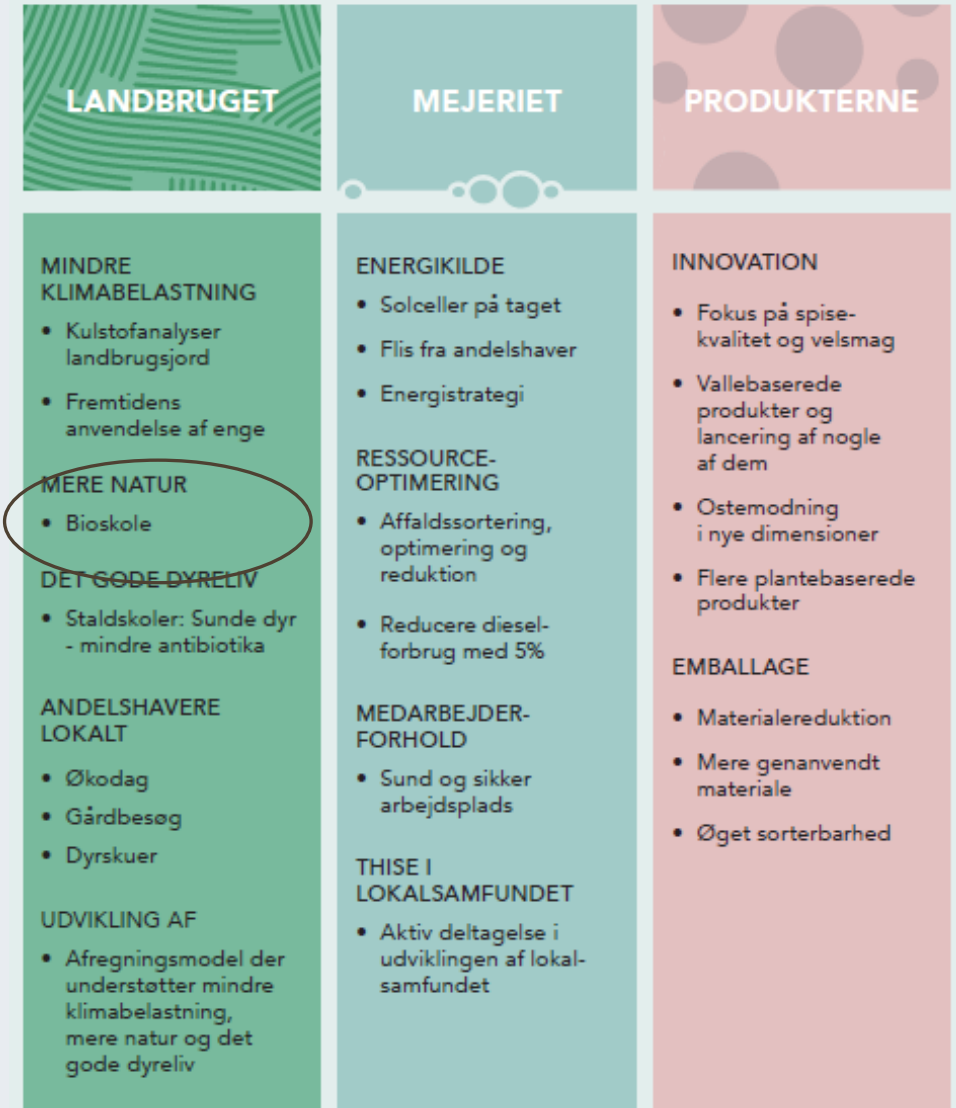 LANDBRUGET
MINDRE
KLIMABELASTNING
• Kulstofanalyser
landbrugsjord
• Fremtidens
anvendelse af enge
MERE NATUR
• Bioskole
DET GODE DYRELIV
• Staldskoler: Sunde dyr
- mindre antibiotika
ANDELSHAVERE
LOKALT
• Økodag
• Gårdbesøg
• Dyrskuer
UDVIKLING AF
• Afregningsmodel der
understøtter mindre
klimabelastning,
mere natur og det
gode dyreliv
MEJERIET
ENERGIKILDE
• Solceller på taget
• Flis fra andelshaver
• Energistrategi
RESSOURCE-
OPTIMERING
• Affaldssortering,
optimering og
reduktion
• Reducere diesel-
forbrug med 5%
MEDARBEJDER-
FORHOLD
• Sund og sikker
arbejdsplads
THISE I
LOKALSAMFUNDET
• Aktiv deltagelse i
udviklingen af lokal-
samfundet
PRODUKTERNE
INNOVATION
• Fokus på spise-
kvalitet og velsmag
• Vallebaserede
produkter og
lancering af nogle
af dem
• Ostemodning
i nye dimensioner
• Flere plantebaserede
produkter
EMBALLAGE
• Materialereduktion
• Mere genanvendt
materiale
• Øget sorterbarhed